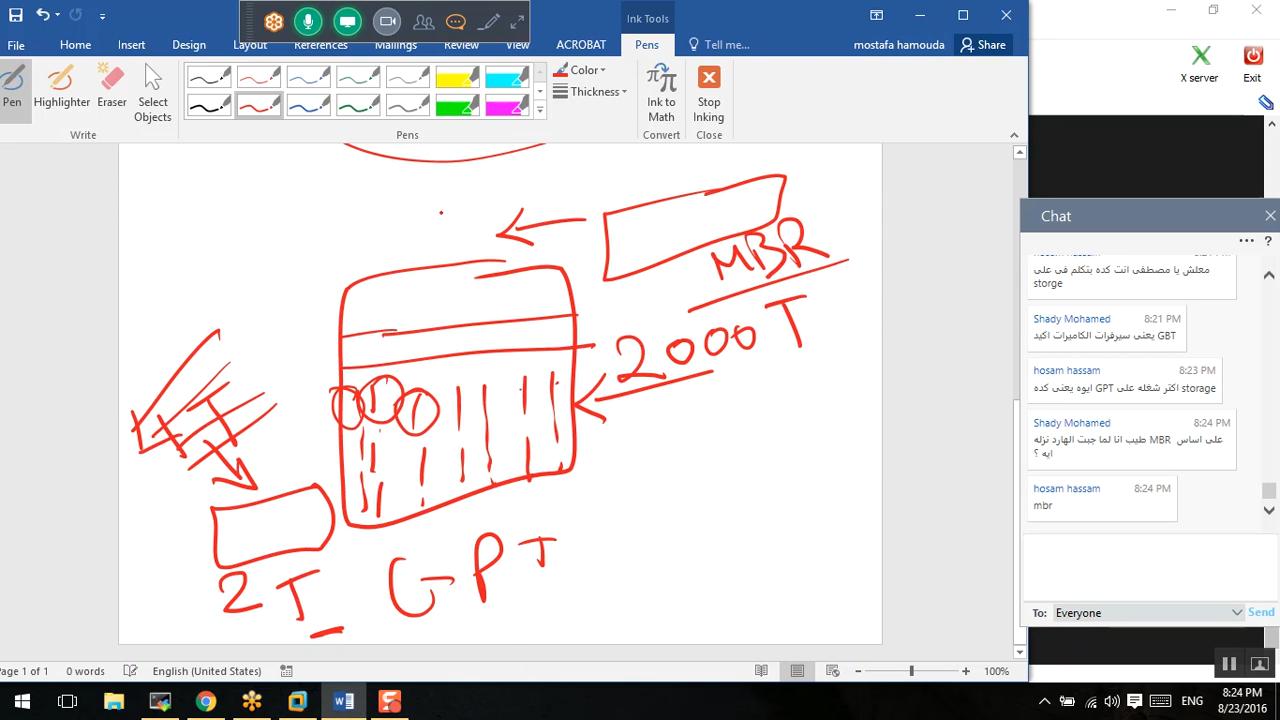 Ink Tools
File
Home
Insert
Design
Layout
References
Mailings
Review
View
ACROBAT
Pens
Tell me...
mostafa hamouda
Share
X server
Exit
Pen
Highlighter
Eraser
Select Objects
Color
Thickness
Ink to Math
Stop Inking
Write
Pens
Convert
Close
MBR
2000 T
2 T
GPT
Chat
معلش يا مصطفى انت كده بتكلم فى على
storge
Shady Mohamed 8:21 PM
GBT يعنى سيرفرات الكاميرات اكيد
hosam hassam 8:23 PM
storage اكتر شغله على GPT ايوه يعنى كده
Shady Mohamed 8:24 PM
على اساس MBR طيب انا لما جبت الهارد نزله
ايه ؟
hosam hassam 8:24 PM
mbr
To: Everyone Send
Page 1 of 1 0 words English (United States) 100%
ENG
8:24 PM
8/23/2016